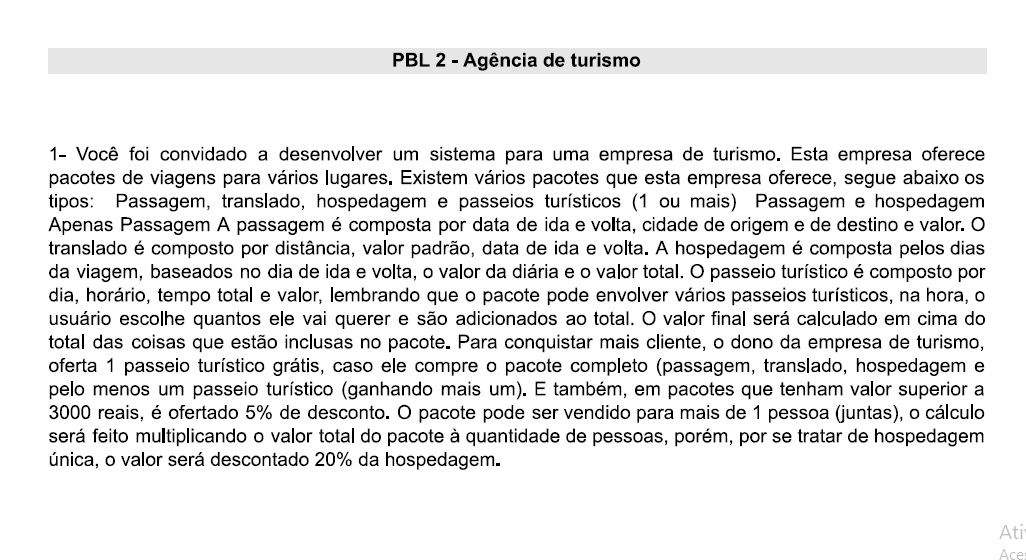 PBL 2 - Agência de turismo
1- Você foi convidado a desenvolver um sistema para uma empresa de turismo. Esta empresa oferece
pacotes de viagens para vários lugares. Existem vários pacotes que esta empresa oferece, segue abaixo os
tipos: Passagem, translado, hospedagem e passeios turísticos (1 ou mais) Passagem e hospedagem
Apenas Passagem A passagem é composta por data de ida e volta, cidade de origem e de destino e valor. O
translado é composto por distância, valor padrão, data de ida e volta. A hospedagem é composta pelos dias
da viagem, baseados no dia de ida e volta, o valor da diária e o valor total. O passeio turístico é composto por
dia, horário, tempo total e valor, lembrando que o pacote pode envolver vários passeios turísticos, na hora, o
usuário escolhe quantos ele vai querer e são adicionados ao total. O valor final será calculado em cima do
total das coisas que estão inclusas no pacote. Para conquistar mais cliente, o dono da empresa de turismo,
oferta 1 passeio turístico grátis, caso ele compre o pacote completo (passagem, translado, hospedagem e
pelo menos um passeio turístico (ganhando mais um). E também, em pacotes que tenham valor superior a
3000 reais, é ofertado 5% de desconto. O pacote pode ser vendido para mais de 1 pessoa (juntas), o cálculo
será feito multiplicando o valor total do pacote à quantidade de pessoas, porém, por se tratar de hospedagem
única, o valor será descontado 20% da hospedagem.